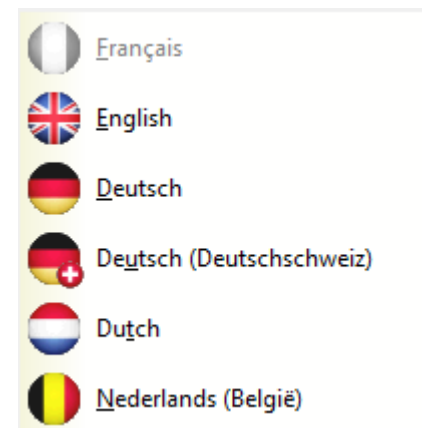 Français
English
Deutsch
Deutsch (Deutschschweiz)
Dutch
Nederlands (België)